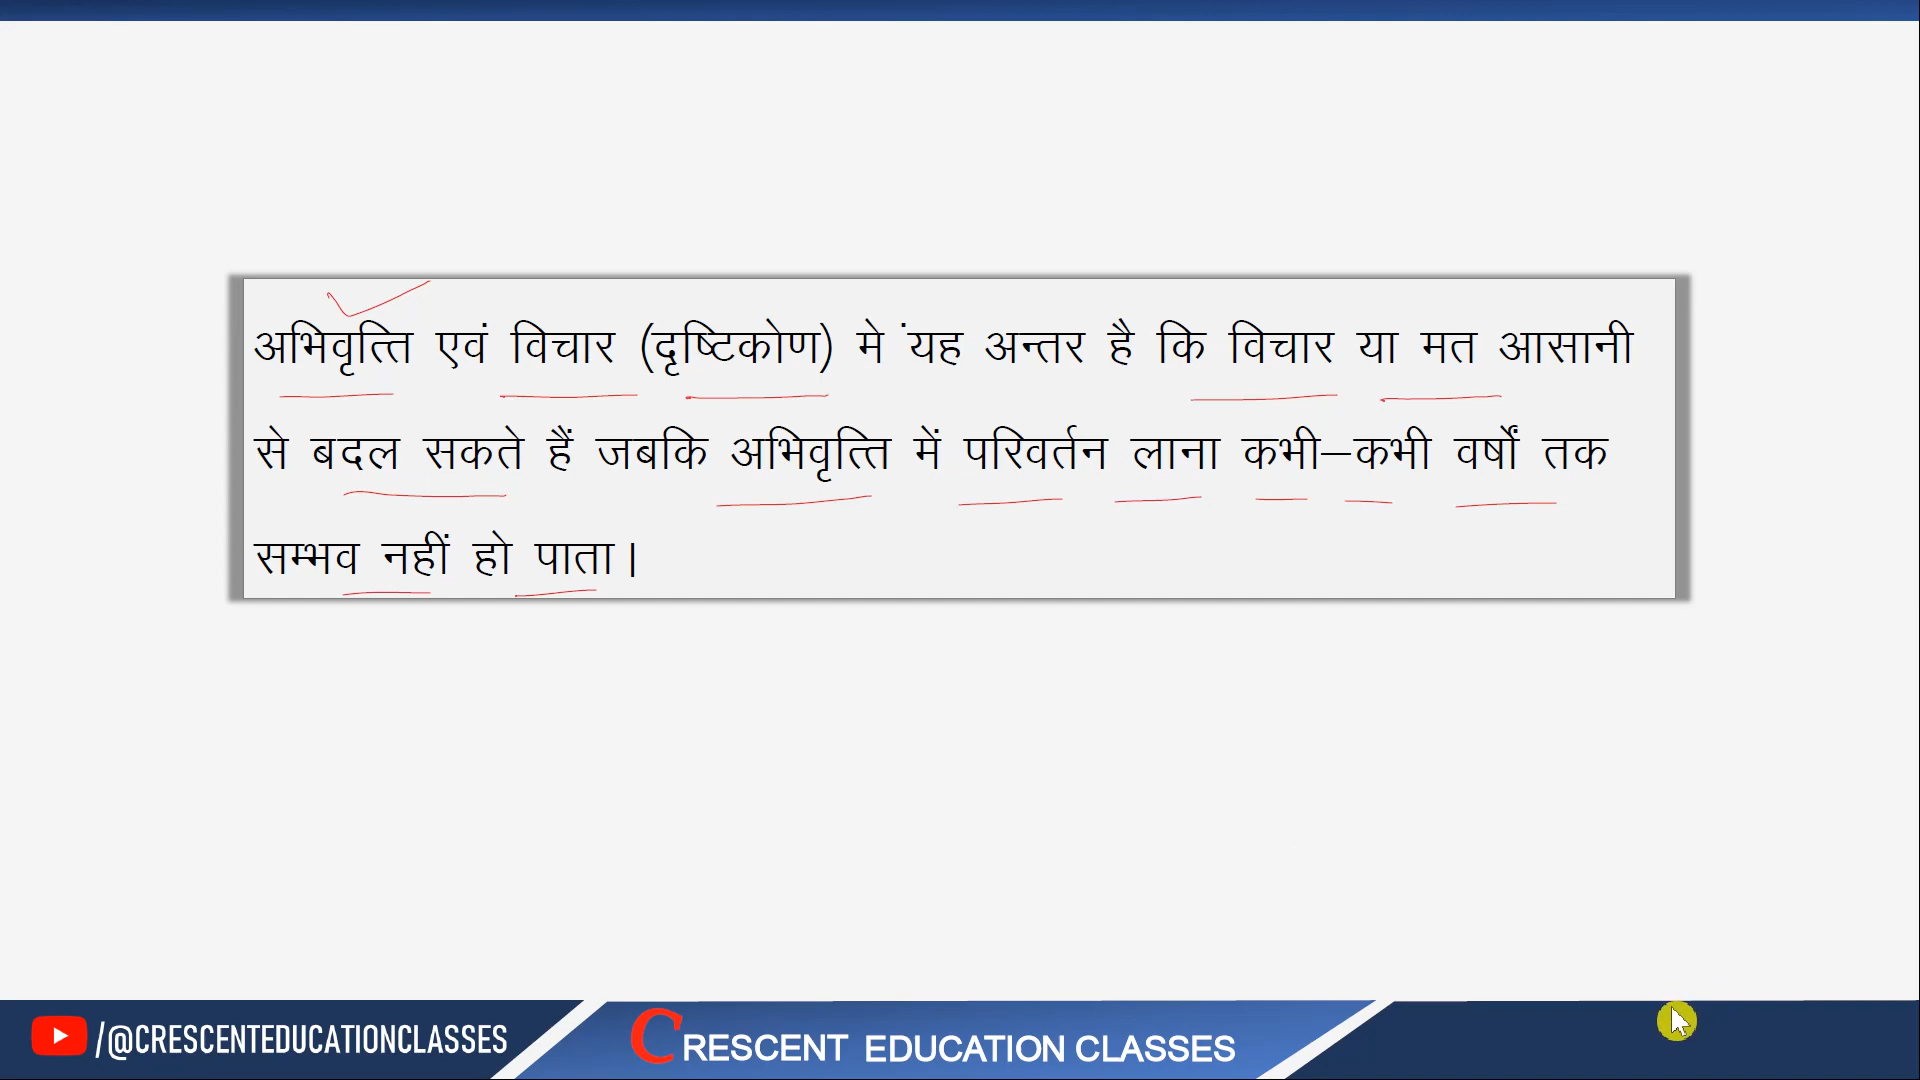 अभिवृत्ति एवं विचार (दृष्टिकोण) में यह अन्तर है कि विचार या मत आसानी
से बदल सकते हैं जबकि अभिवृत्ति में परिवर्तन लाना कभी–कभी वर्षों तक
सम्भव नहीं हो पाता।
/@CRESCENTEDUCATIONCLASSES
CRESCENT EDUCATION CLASSES